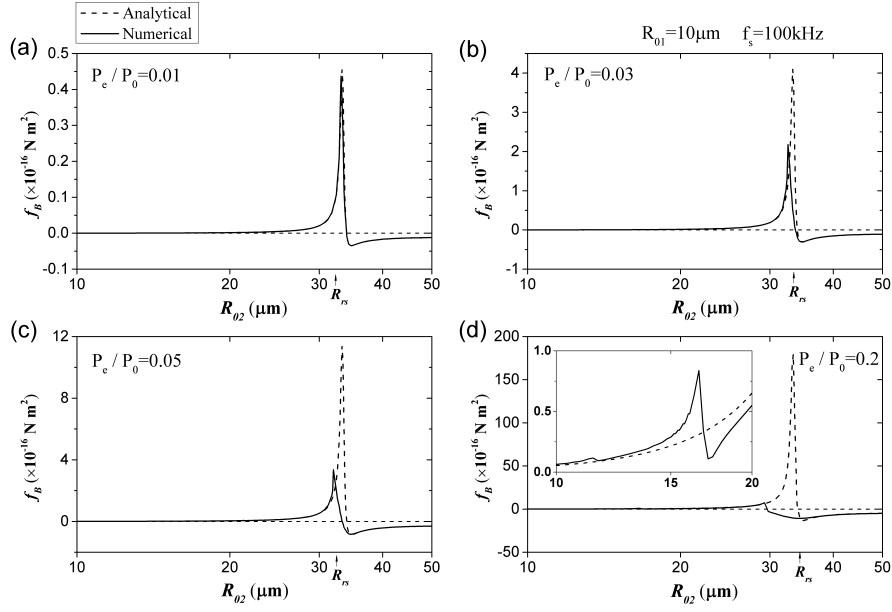 Analytical
Numerical
R01=10μm fs=100kHz
(a)
Pe / P0=0.01
0.5
0.4
0.3
0.2
0.1
0.0
-0.1
fB (×10-16 N m2)
10 20 30 40 50
Rrs
R02 (μm)
(b)
Pe / P0=0.03
4
3
2
1
0
-1
fB (×10-16 N m2)
10 20 30 40 50
Rrs
R02 (μm)
(c)
Pe / P0=0.05
12
9
6
3
0
fB (×10-16 N m2)
10 20 30 40 50
Rrs
R02 (μm)
(d)
Pe / P0=0.2
200
150
100
50
0
-50
fB (×10-16 N m2)
1.0
0.5
0.0
10 15 20
10 20 30 40 50
Rrs
R02 (μm)